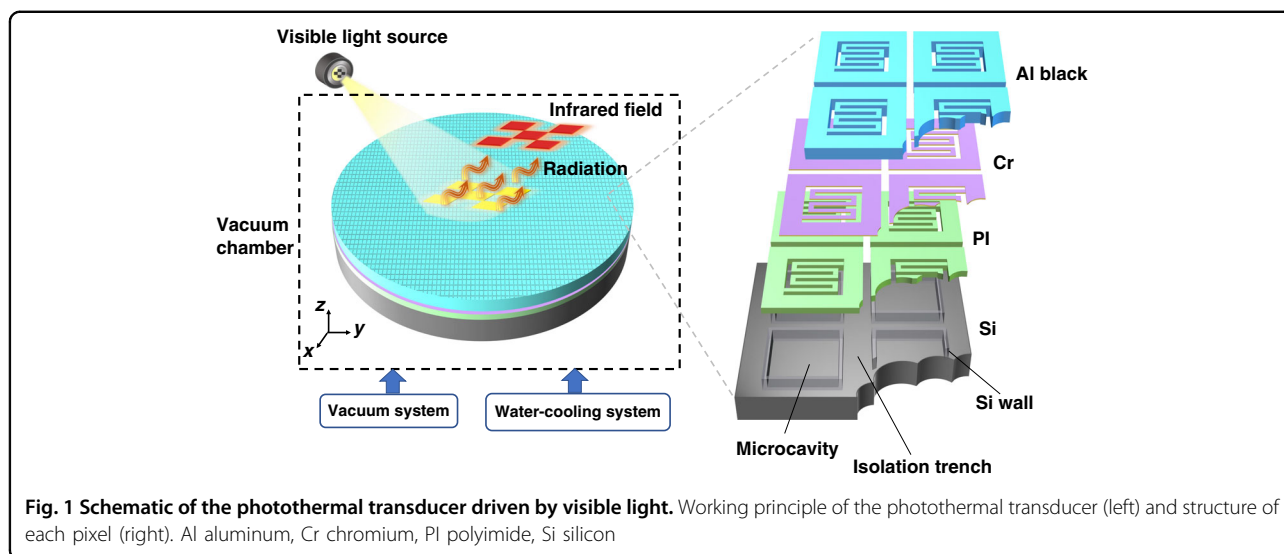 Visible light source
Infrared field
Radiation
Vacuum
chamber
z
y
x
Vacuum system
Water-cooling system
Al black
Cr
PI
Si
Si wall
Microcavity
Isolation trench
Fig. 1 Schematic of the photothermal transducer driven by visible light. Working principle of the photothermal transducer (left) and structure of
each pixel (right). Al aluminum, Cr chromium, PI polyimide, Si silicon